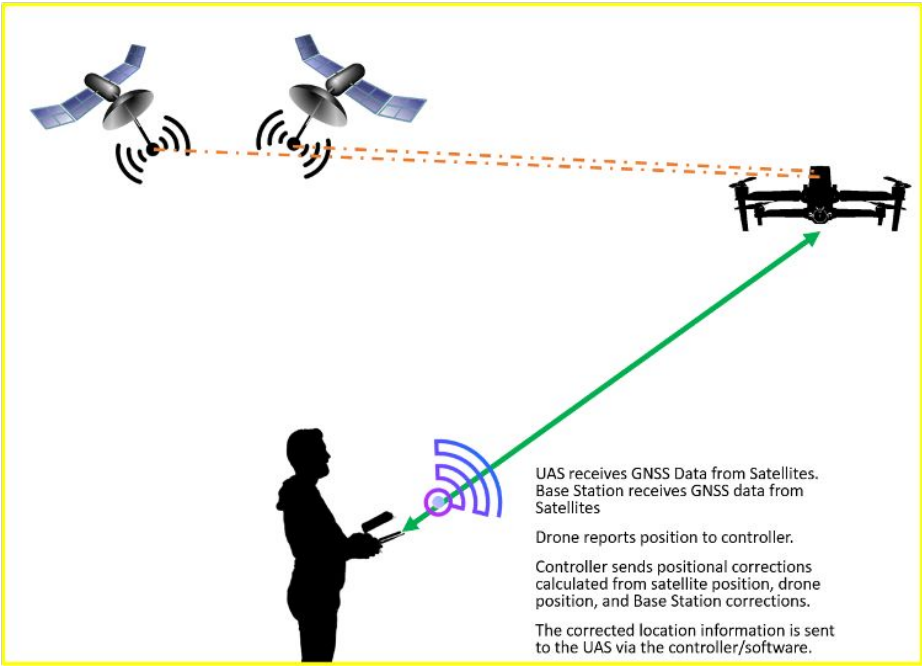 UAS receives GNSS Data from Satellites.
Base Station receives GNSS data from
Satellites
Drone reports position to controller.
Controller sends positional corrections
calculated from satellite position, drone
position, and Base Station corrections.
The corrected location information is sent
to the UAS via the controller/software.